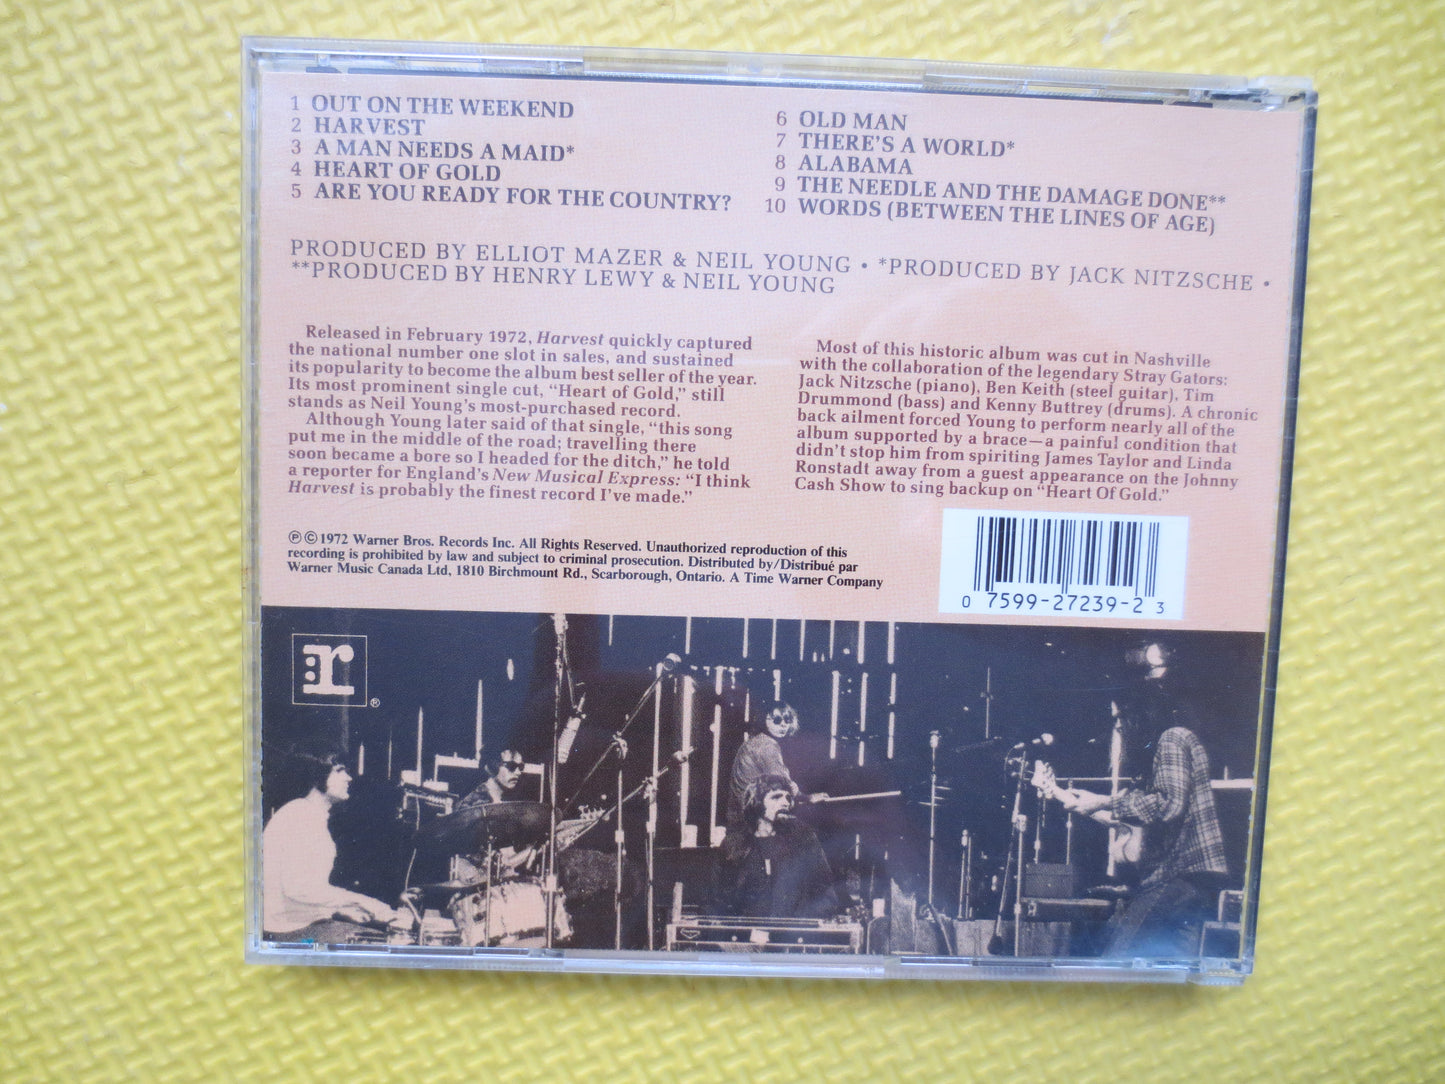 1 OUT ON THE WEEKEND
2 HARVEST
3 A MAN NEEDS A MAID*
4 HEART OF GOLD
5 ARE YOU READY FOR THE COUNTRY?
6 OLD MAN
7 THERE'S A WORLD*
8 ALABAMA
9 THE NEEDLE AND THE DAMAGE DONE**
10 WORDS (BETWEEN THE LINES OF AGE)
PRODUCED BY ELLIOT MAZER & NEIL YOUNG • *PRODUCED BY JACK NITZSCHE •
**PRODUCED BY HENRY LEWY & NEIL YOUNG
Released in February 1972, Harvest quickly captured
the national number one slot in sales, and sustained
its popularity to become the album best seller of the year.
Its most prominent single cut, "Heart of Gold," still
stands as Neil Young's most-purchased record.
Although Young later said of that single, "this song
put me in the middle of the road; travelling there
soon became a bore so I headed for the ditch," he told
a reporter for England's New Musical Express: "I think
Harvest is probably the finest record I've made."
Most of this historic album was cut in Nashville
with the collaboration of the legendary Stray Gators:
Jack Nitzsche (piano), Ben Keith (steel guitar), Tim
Drummond (bass) and Kenny Buttrey (drums). A chronic
back ailment forced Young to perform nearly all of the
album supported by a brace—a painful condition that
didn't stop him from spiriting James Taylor and Linda
Ronstadt away from a guest appearance on the Johnny
Cash Show to sing backup on "Heart Of Gold."
℗©1972 Warner Bros. Records Inc. All Rights Reserved. Unauthorized reproduction of this
recording is prohibited by law and subject to criminal prosecution. Distributed by/Distribué par
Warner Music Canada Ltd, 1810 Birchmount Rd., Scarborough, Ontario. A Time Warner Company
0 7599-27239-2 3
:r
®